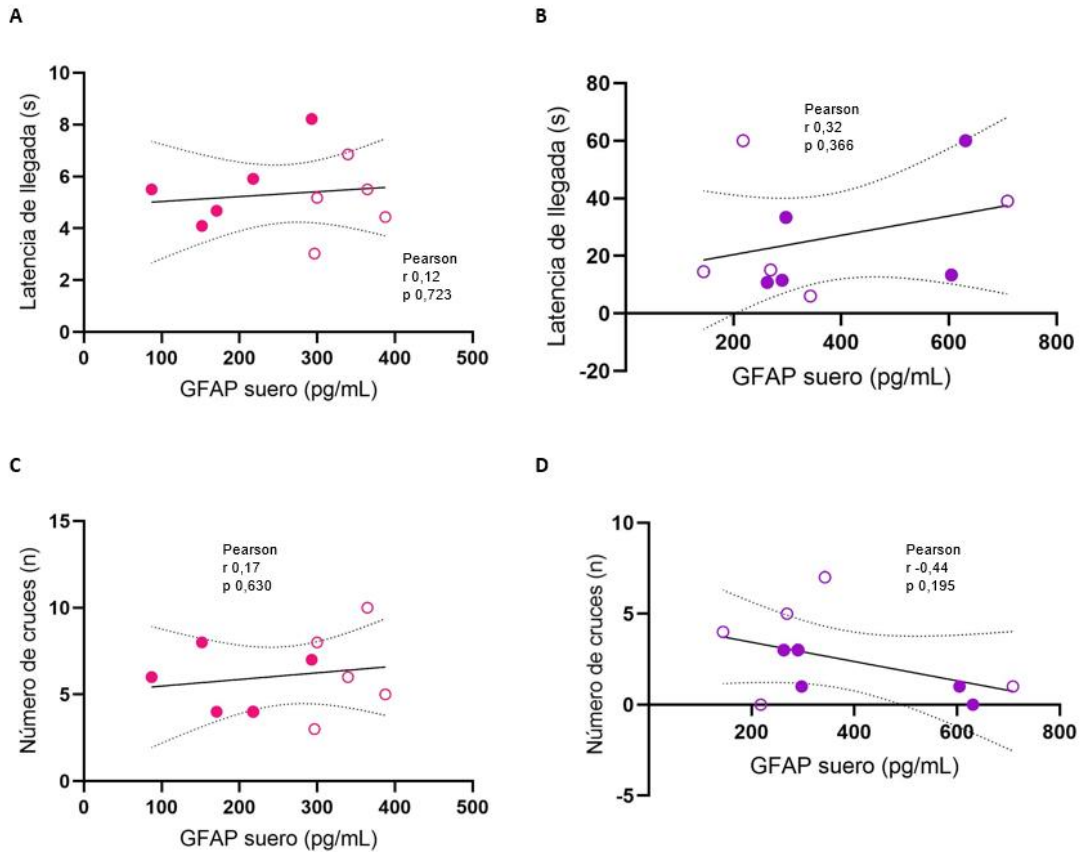 A
Latencia de llegada (s)
10
8
6
4
2
0
0 100 200 300 400 500
GFAP suero (pg/mL)
Pearson
r 0,12
p 0,723
B
Latencia de llegada (s)
80
60
40
20
0
-20
200 400 600 800
GFAP suero (pg/mL)
Pearson
r 0,32
p 0,366
C
Número de cruces (n)
15
10
5
0
0 100 200 300 400 500
GFAP suero (pg/mL)
Pearson
r 0,17
p 0,630
D
Número de cruces (n)
10
5
0
-5
200 400 600 800
GFAP suero (pg/mL)
Pearson
r -0,44
p 0,195